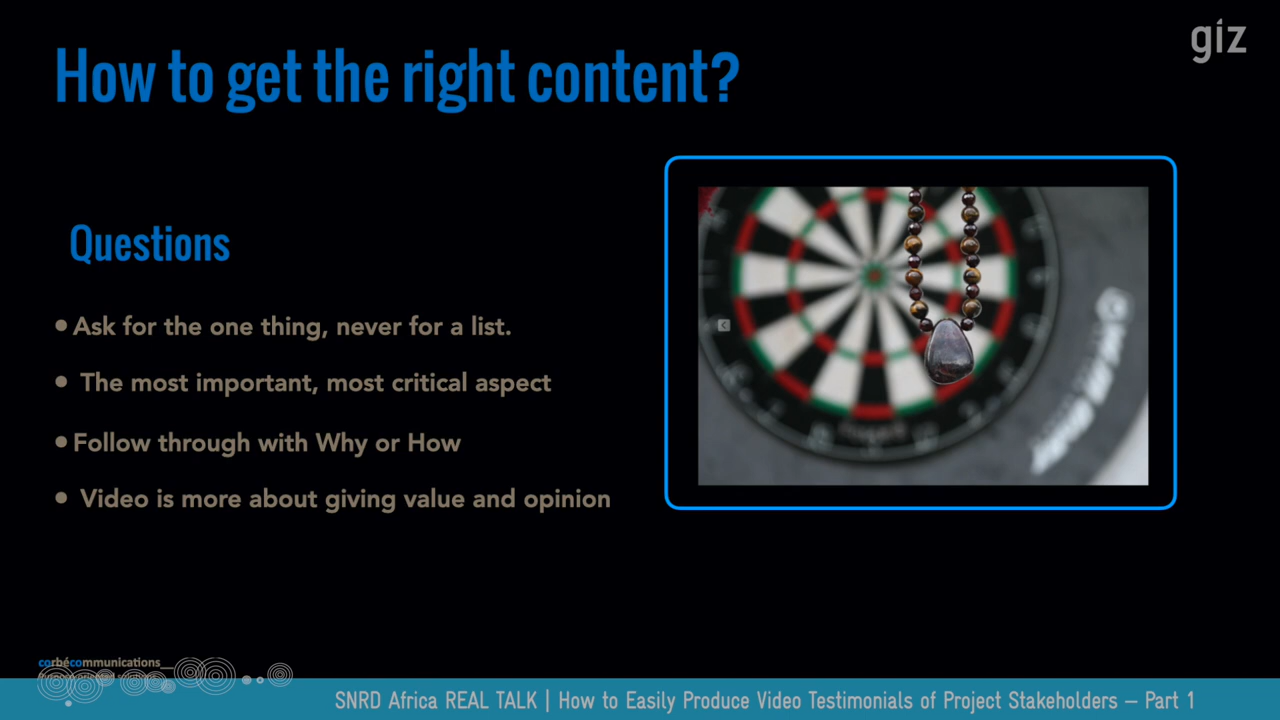 giz
How to get the right content?
Questions
• Ask for the one thing, never for a list.
• The most important, most critical aspect
• Follow through with Why or How
• Video is more about giving value and opinion
corbécommunications__
SNRD Africa REAL TALK | How to Easily Produce Video Testimonials of Project Stakeholders – Part 1